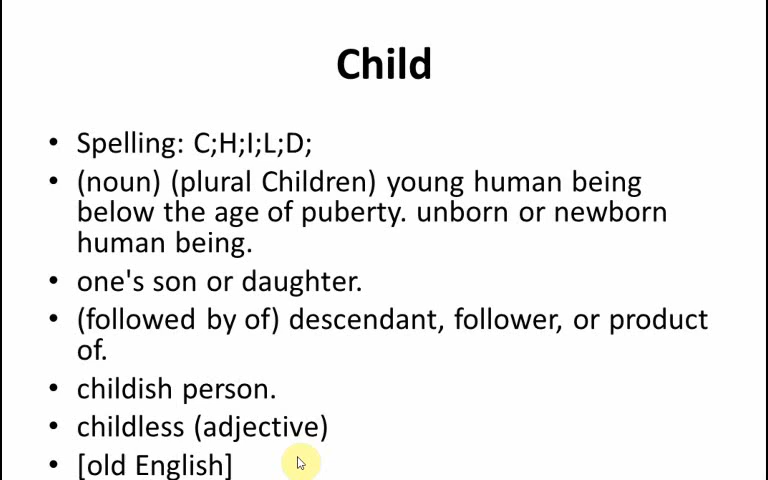 Child
• Spelling: C;H;I;L;D;
• (noun) (plural Children) young human being
below the age of puberty. unborn or newborn
human being.
• one's son or daughter.
• (followed by of) descendant, follower, or product
of.
• childish person.
• childless (adjective)
• [old English]